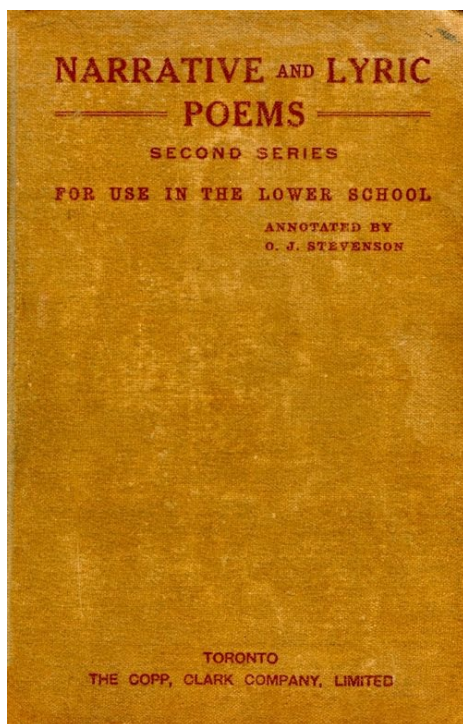 NARRATIVE AND LYRIC
POEMS
SECOND SERIES
FOR USE IN THE LOWER SCHOOL
ANNOTATED BY
O. J. STEVENSON
TORONTO
THE COPP, CLARK COMPANY, LIMITED